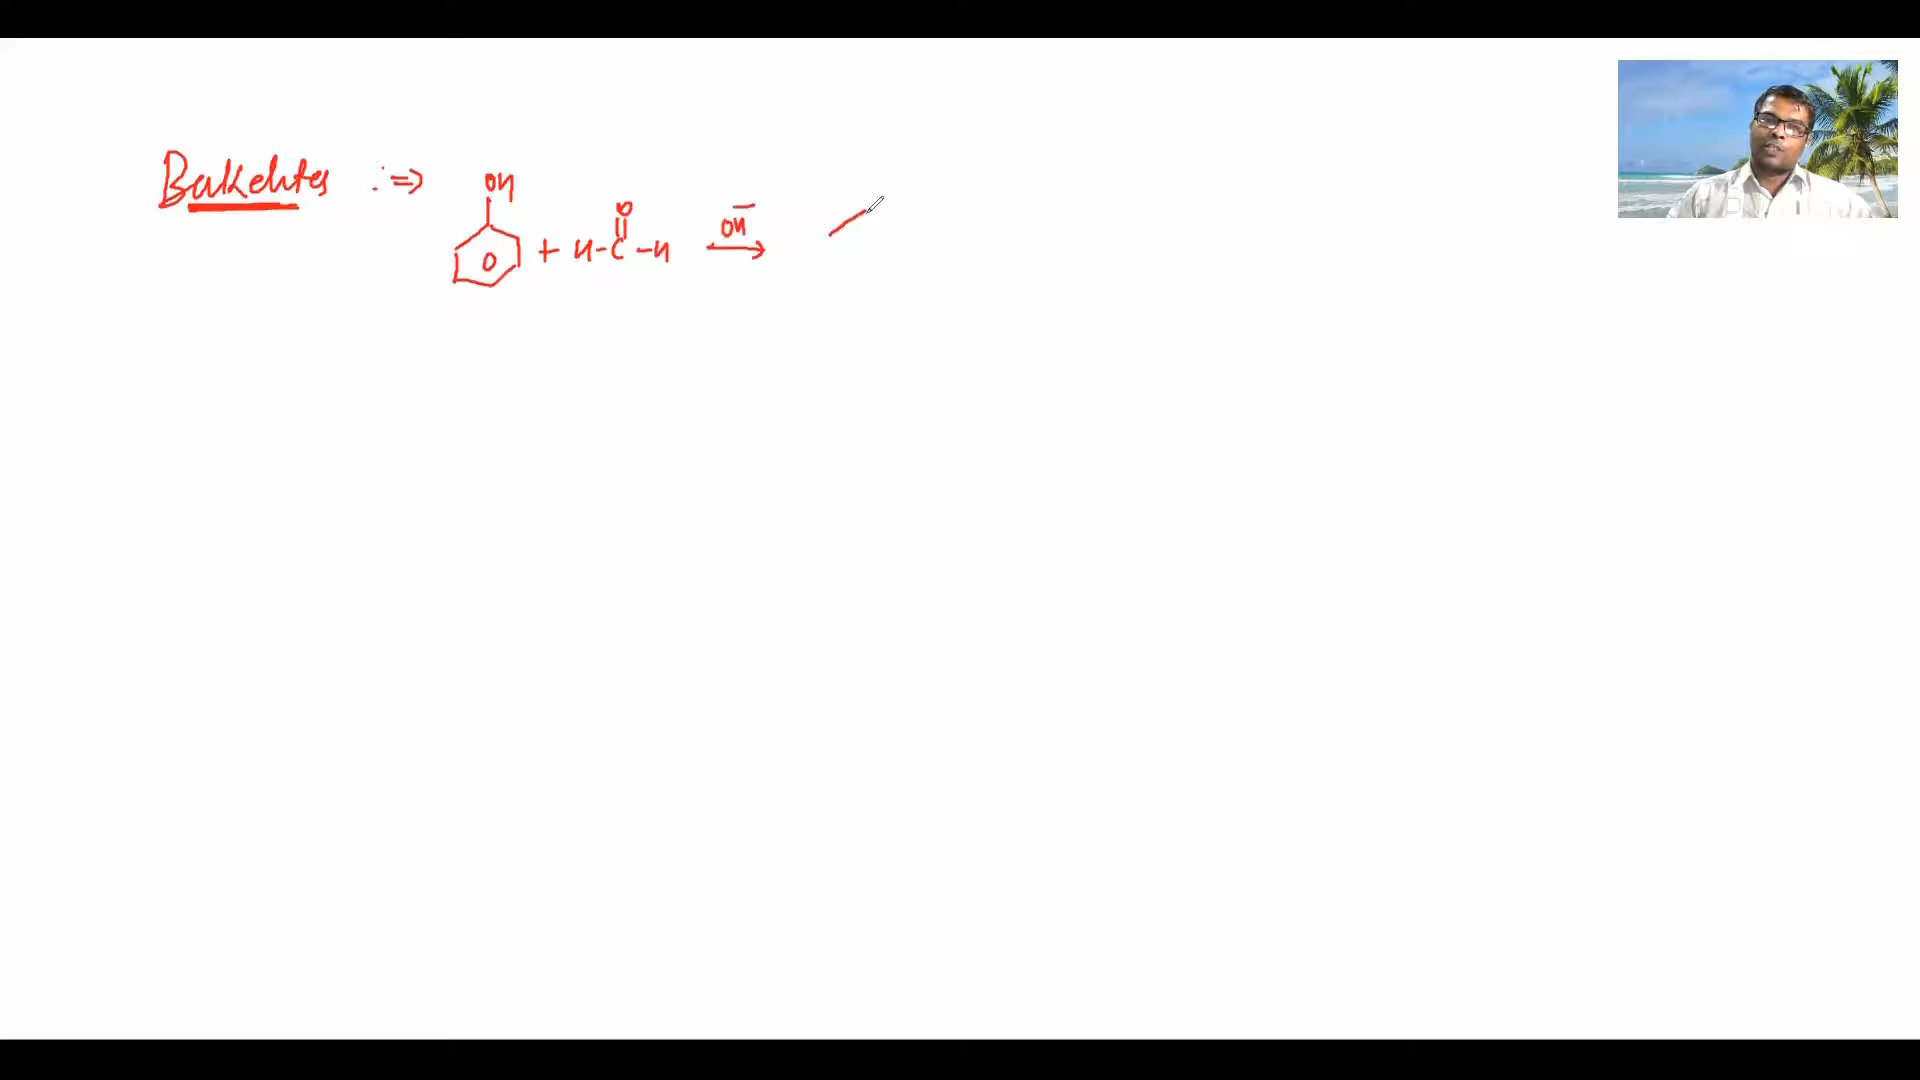 Bakelites :⇒
OH
O
+ H-C-H OH⁻ →